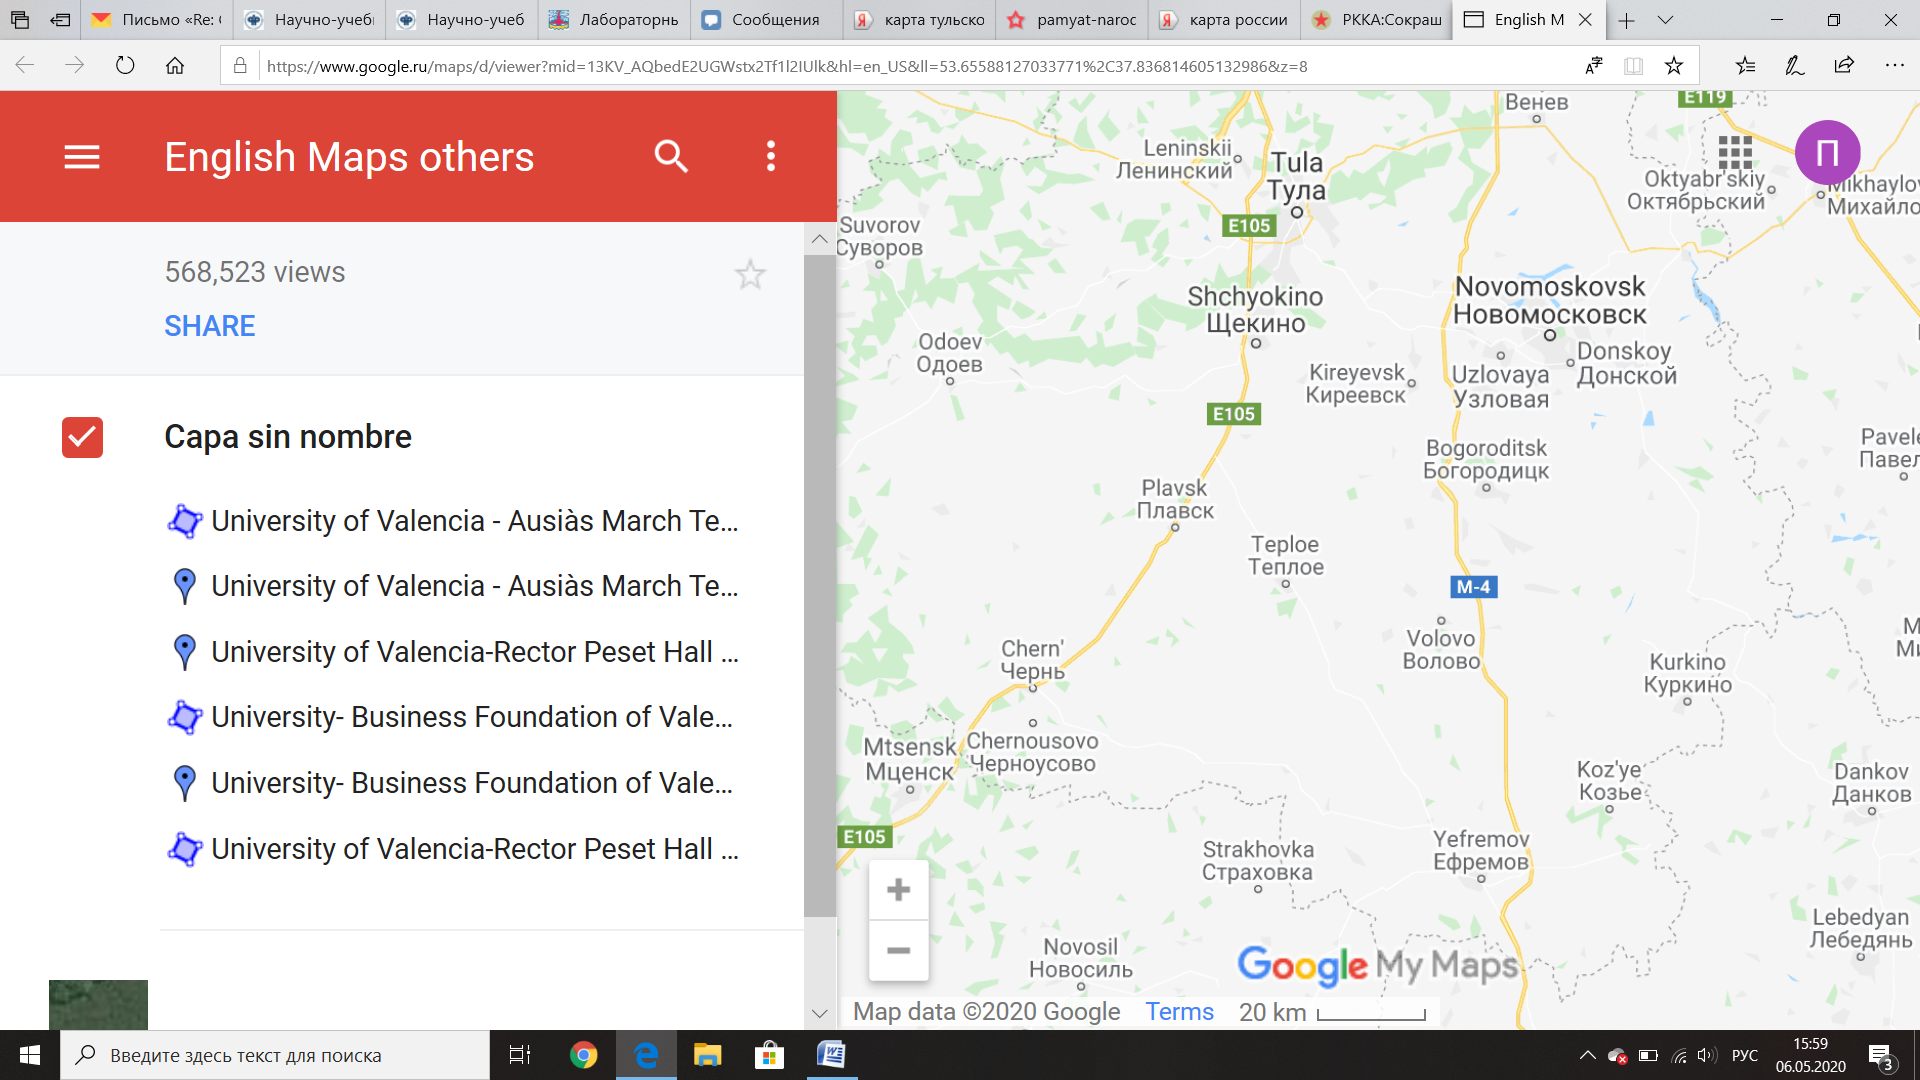 Письмо «Re: С
Научно-учебн
Научно-учеб
Лабораторнь
Сообщения
карта тульско
pamyat-naroc
карта россии
РККА:Сокращ
English M
https://www.google.ru/maps/d/viewer?mid=13KV_AQbedE2UGWstx2Tf1l2IUlk&hl=en_US&ll=53.65588127033771%2C37.836814605132986&z=8
English Maps others
568,523 views
SHARE
Capa sin nombre
University of Valencia - Ausiàs March Te...
University of Valencia - Ausiàs March Te...
University of Valencia-Rector Peset Hall ...
University- Business Foundation of Vale...
University- Business Foundation of Vale...
University of Valencia-Rector Peset Hall ...
Венев
E119
Leninskii
Ленинский
Tula
Тула
П
Oktyabr'skiy
Октябрьский
Mikhaylov
Михайло
Suvorov
Суворов
E105
Shchyokino
Щекино
Novomoskovsk
Новомосковск
Odoev
Одоев
Kireyevsk
Киреевск
Uzlovaya
Узловая
Donskoy
Донской
E105
Bogoroditsk
Богородицк
Pavele
Павел
Plavsk
Плавск
Teploe
Теплое
M-4
Volovo
Волово
Chern'
Чернь
Kurkino
Куркино
M
Ми
Mtsensk
Мценск
Chernousovo
Черноусово
Koz'ye
Козье
Dankov
Данков
E105
Strakhovka
Страховка
Yefremov
Ефремов
Lebedyan
Лебедянь
Novosil
Новосиль
+
−
Google My Maps
Map data ©2020 Google Terms 20 km
Введите здесь текст для поиска
РУС
15:59
06.05.2020
3